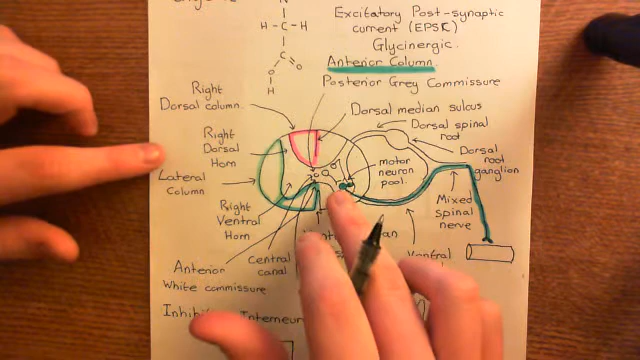 N
H-C-H
C
O
O
H
Excitatory Post-synaptic
current (EPSC)
Glycinergic.
Anterior Column.
Posterior Grey Commissure
Right
Dorsal column.
Dorsal median sulcus
Dorsal spinal
root
Right
Dorsal
Horn
Dorsal root
ganglion
motor
neuron
pool.
Lateral
Column
Mixed
spinal
nerve
Right
Ventral
Horn
Central
canal
Anterior
White commissure